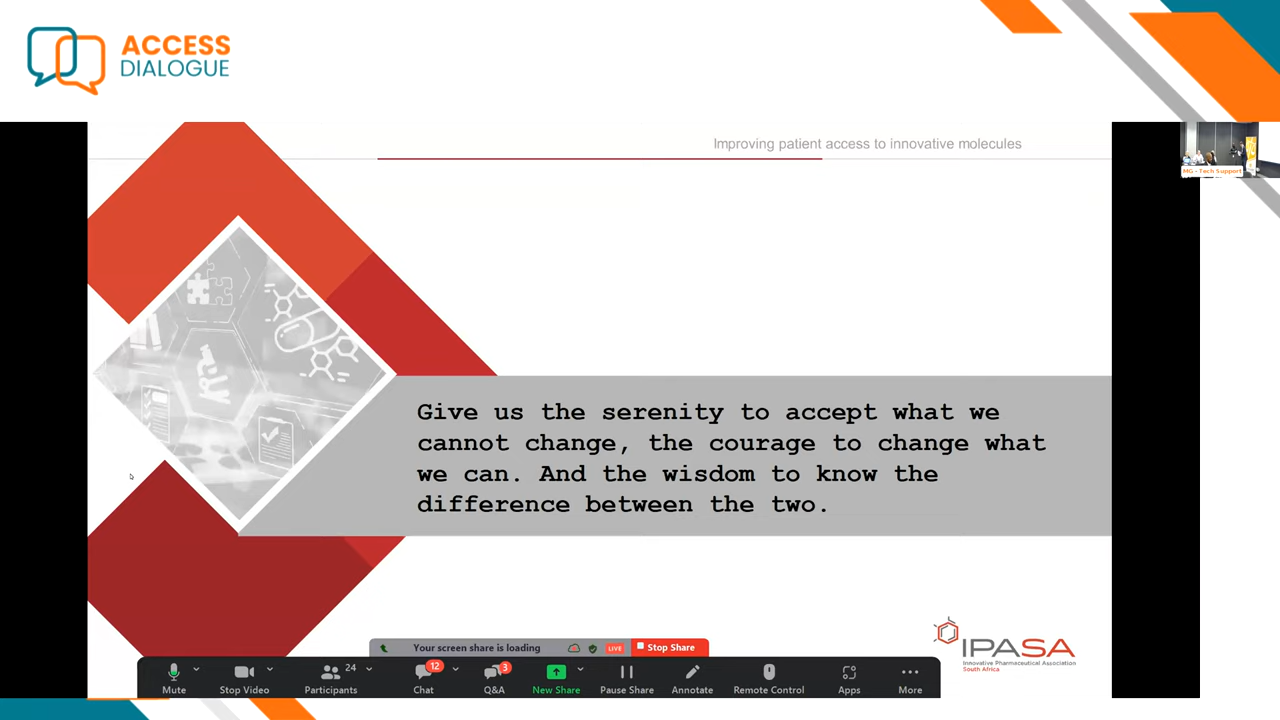 ACCESS
DIALOGUE
Improving patient access to innovative molecules
MG - Tech Support
Give us the serenity to accept what we
cannot change, the courage to change what
we can. And the wisdom to know the
difference between the two.
IPASA
Innovative Pharmaceutical Association
South Africa
Your screen share is loading
LIVE
Stop Share
Mute
Stop Video
24
Participants
12
Chat
3
Q&A
New Share
Pause Share
Annotate
Remote Control
Apps
More